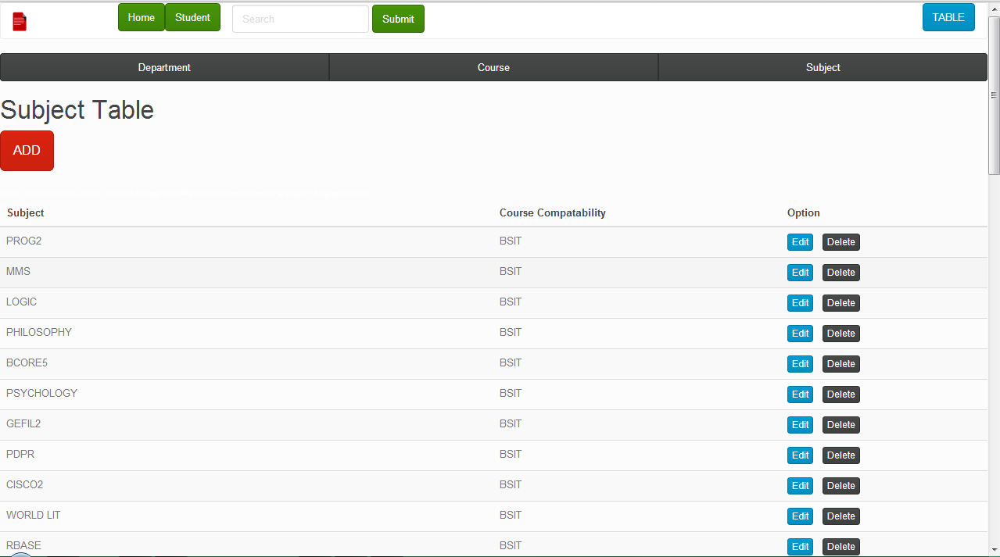 Home Student Search Submit TABLE
Department Course Subject
Subject Table
ADD
Subject Course Compatability Option
PROG2 BSIT Edit Delete
MMS BSIT Edit Delete
LOGIC BSIT Edit Delete
PHILOSOPHY BSIT Edit Delete
BCORE5 BSIT Edit Delete
PSYCHOLOGY BSIT Edit Delete
GEFIL2 BSIT Edit Delete
PDPR BSIT Edit Delete
CISCO2 BSIT Edit Delete
WORLD LIT BSIT Edit Delete
RBASE BSIT Edit Delete